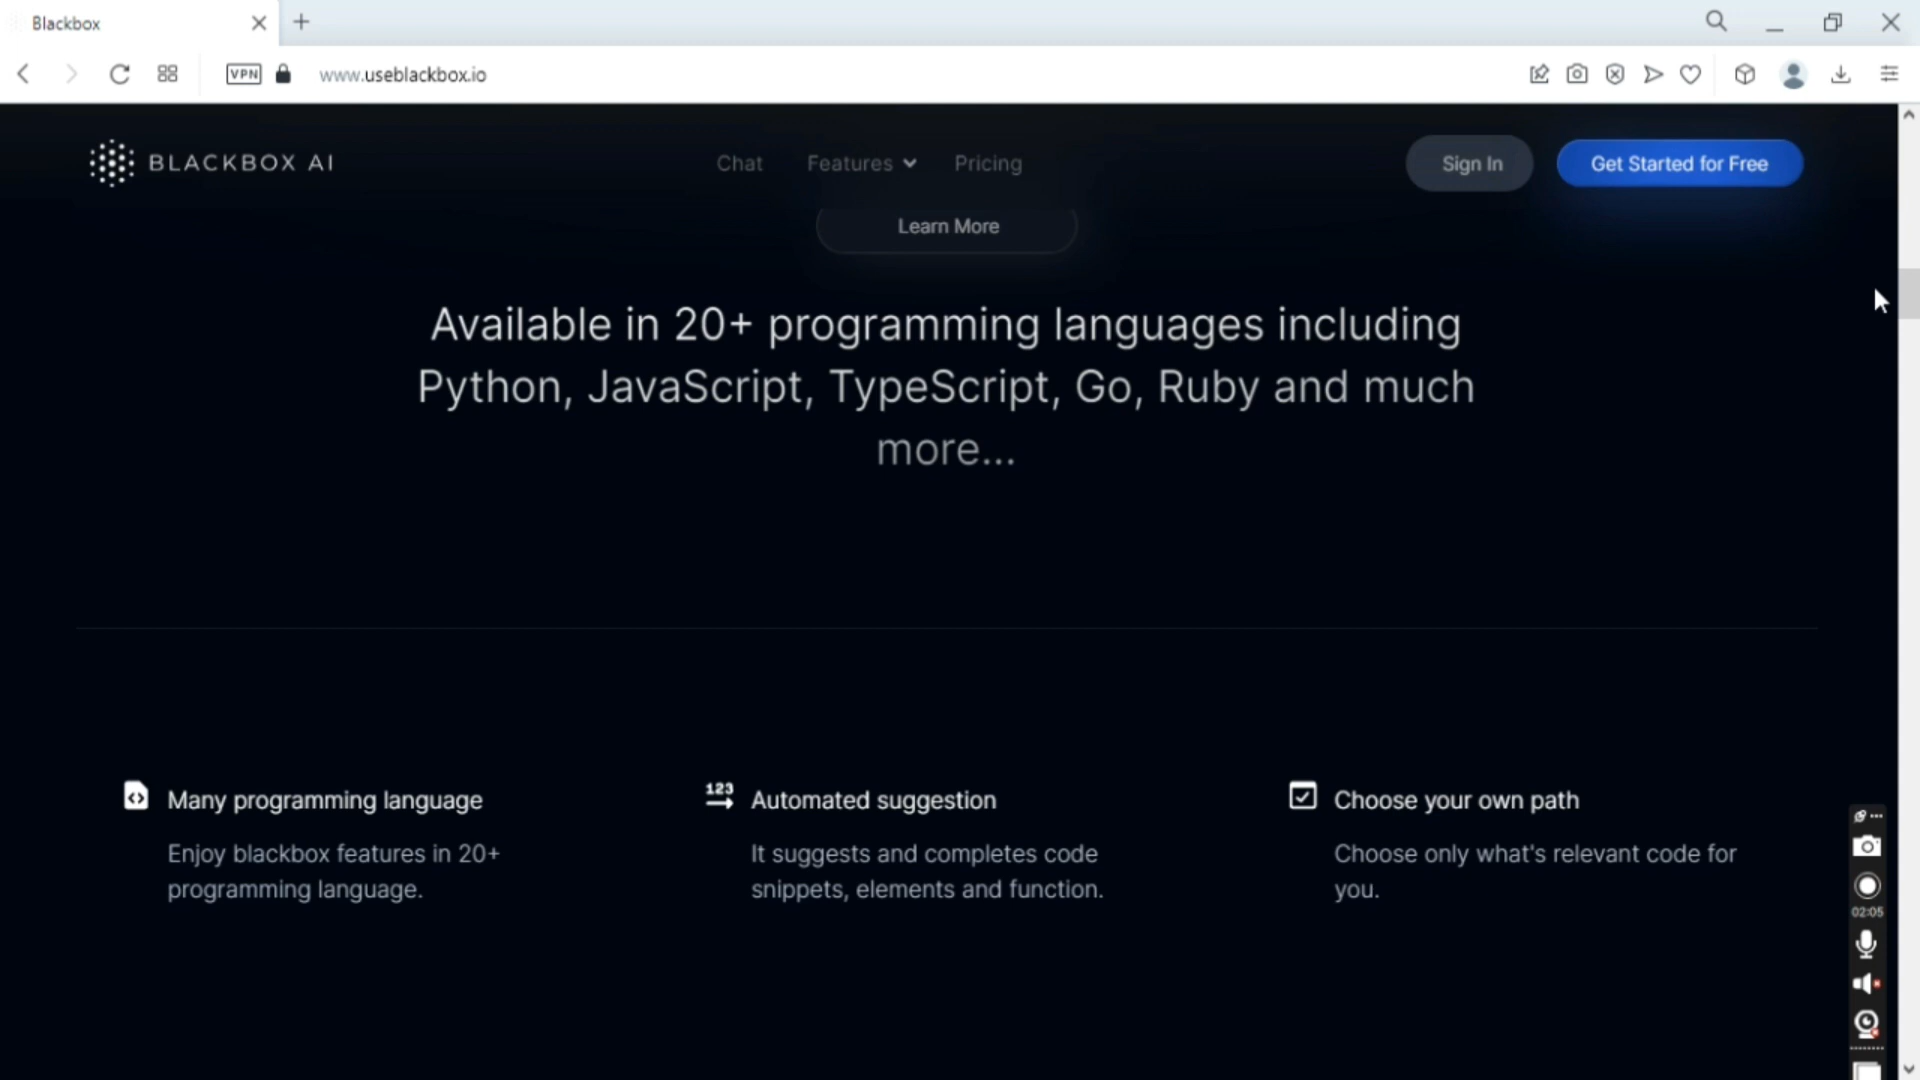 Blackbox
VPN
www.useblackbox.io
BLACKBOX AI
Chat
Features
Pricing
Sign In
Get Started for Free
Learn More
Available in 20+ programming languages including
Python, JavaScript, TypeScript, Go, Ruby and much
more...
Many programming language
Enjoy blackbox features in 20+
programming language.
123
Automated suggestion
It suggests and completes code
snippets, elements and function.
Choose your own path
Choose only what's relevant code for
you.
02:05